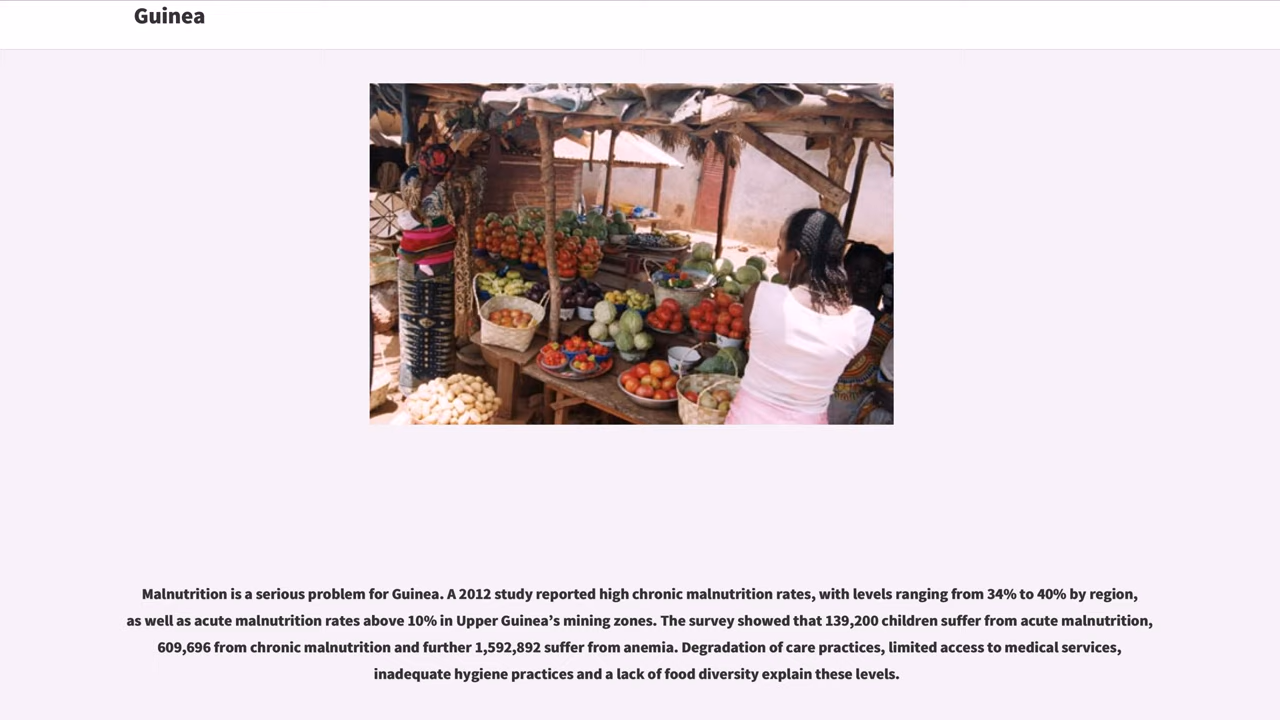 Guinea
Malnutrition is a serious problem for Guinea. A 2012 study reported high chronic malnutrition rates, with levels ranging from 34% to 40% by region,
as well as acute malnutrition rates above 10% in Upper Guinea’s mining zones. The survey showed that 139,200 children suffer from acute malnutrition,
609,696 from chronic malnutrition and further 1,592,892 suffer from anemia. Degradation of care practices, limited access to medical services,
inadequate hygiene practices and a lack of food diversity explain these levels.